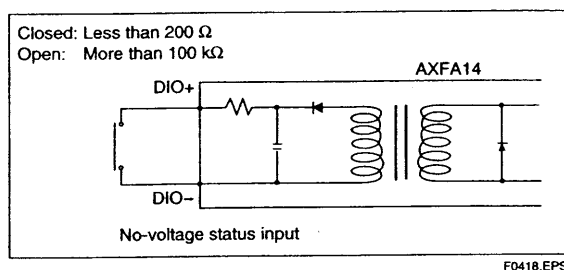 Closed: Less than 200 Ω
Open: More than 100 kΩ
AXFA14
DIO+
DIO−
No-voltage status input
F0418.EPS